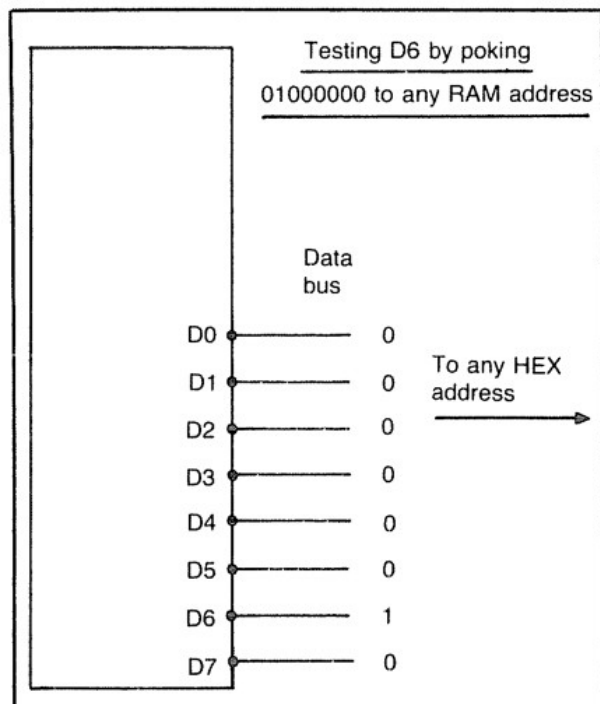 Testing D6 by poking
01000000 to any RAM address
Data
bus
D0 0
D1 0
To any HEX
address
D2 0
D3 0
D4 0
D5 0
D6 1
D7 0